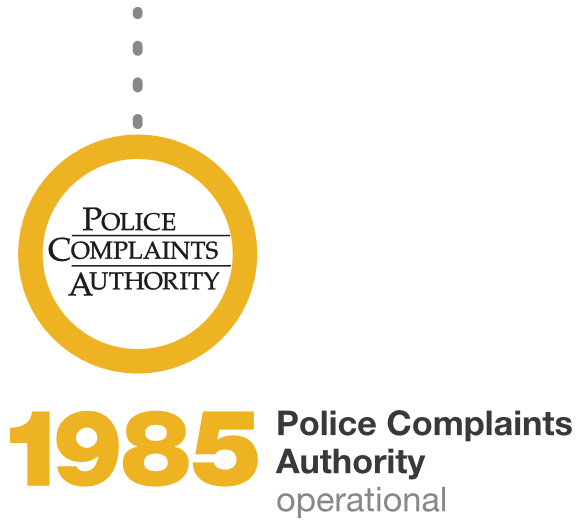 POLICE
COMPLAINTS
AUTHORITY
1985
Police Complaints
Authority
operational